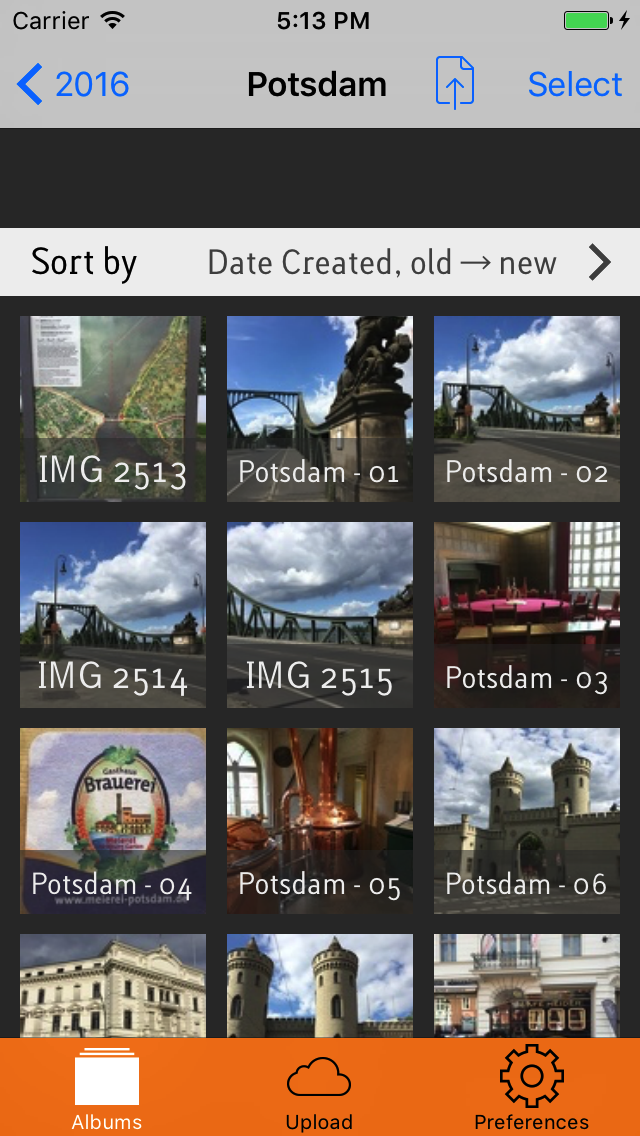 Carrier 5:13 PM
2016 Potsdam Select
Sort by Date Created, old → new
IMG 2513 Potsdam - 01 Potsdam - 02
IMG 2514 IMG 2515 Potsdam - 03
Gasthaus
Brauerei
Meierei
Potsdam - 04 Potsdam - 05 Potsdam - 06
www.meierei-potsdam.de
Albums Upload Preferences